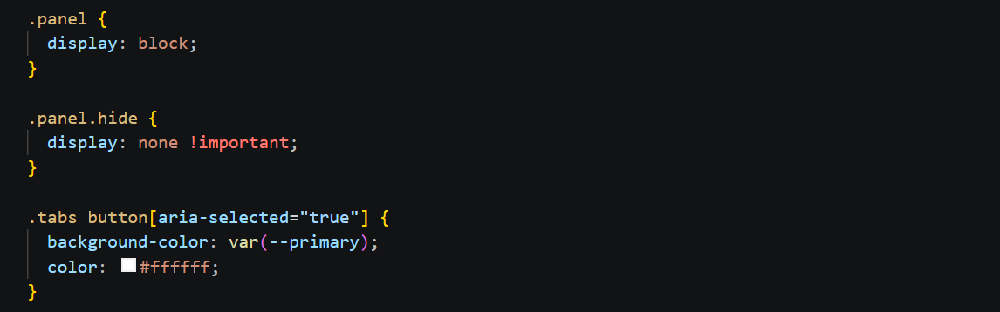 .panel {
  display: block;
}

.panel.hide {
  display: none !important;
}

.tabs button[aria-selected="true"] {
  background-color: var(--primary);
  color: #ffffff;
}